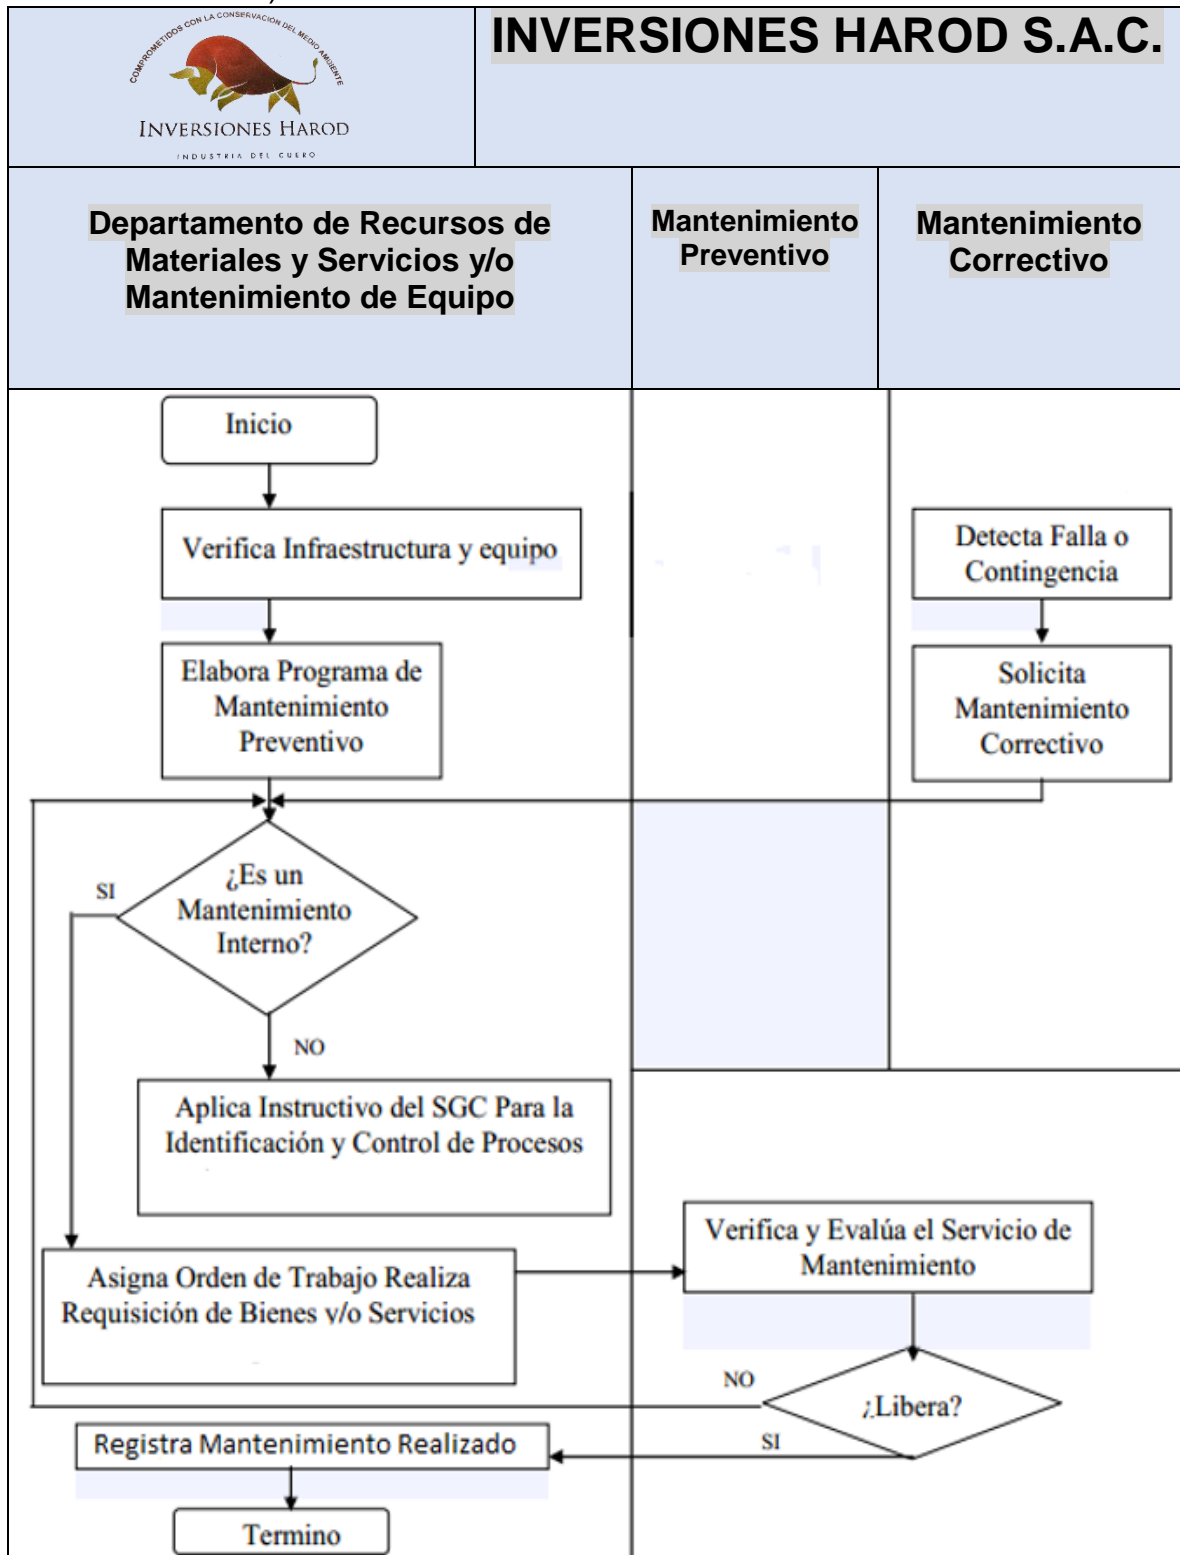 COMPROMETIDOS CON LA CONSERVACIÓN DEL MEDIO AMBIENTE
INVERSIONES HAROD
INDUSTRIA DEL CUERO
INVERSIONES HAROD S.A.C.
Departamento de Recursos de
Materiales y Servicios y/o
Mantenimiento de Equipo
Mantenimiento
Preventivo
Mantenimiento
Correctivo
Inicio
Verifica Infraestructura y equipo
Detecta Falla o
Contingencia
Elabora Programa de
Mantenimiento
Preventivo
Solicita
Mantenimiento
Correctivo
SI
¿Es un
Mantenimiento
Interno?
NO
Aplica Instructivo del SGC Para la
Identificación y Control de Procesos
Verifica y Evalúa el Servicio de
Mantenimiento
Asigna Orden de Trabajo Realiza
Requisición de Bienes y/o Servicios
NO
¿Libera?
SI
Registra Mantenimiento Realizado
Termino